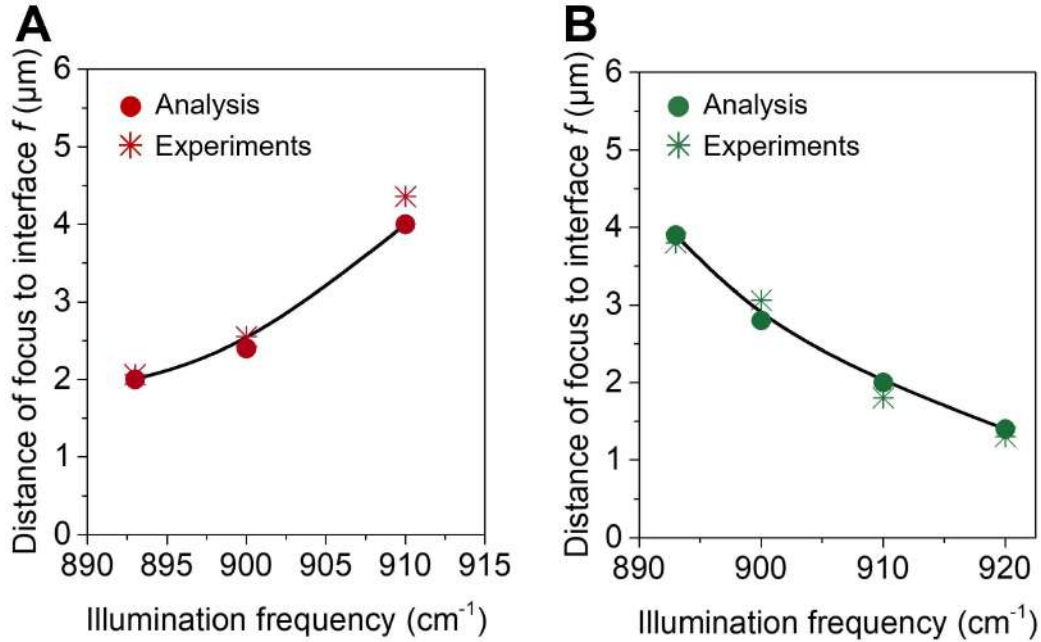 A
Distance of focus to interface f (μm)
6
5
4
3
2
1
0
Analysis
Experiments
890 895 900 905 910 915
Illumination frequency (cm⁻¹)
B
Distance of focus to interface f (μm)
6
5
4
3
2
1
0
Analysis
Experiments
890 900 910 920
Illumination frequency (cm⁻¹)